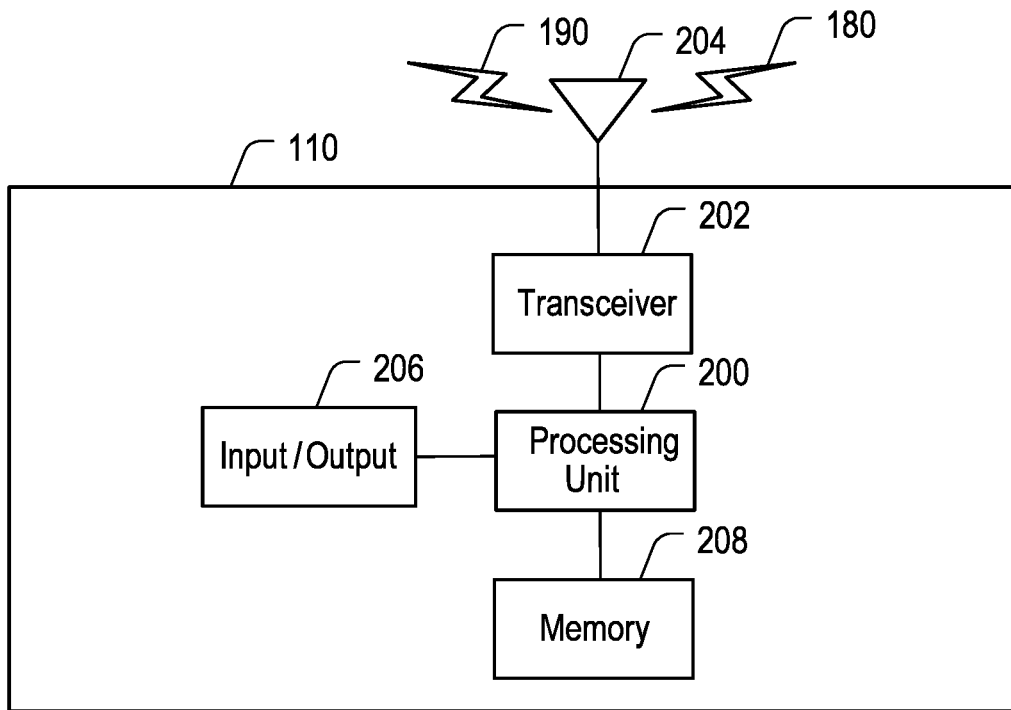 190
204
180
110
202
Transceiver
206
200
Input / Output
Processing
Unit
208
Memory